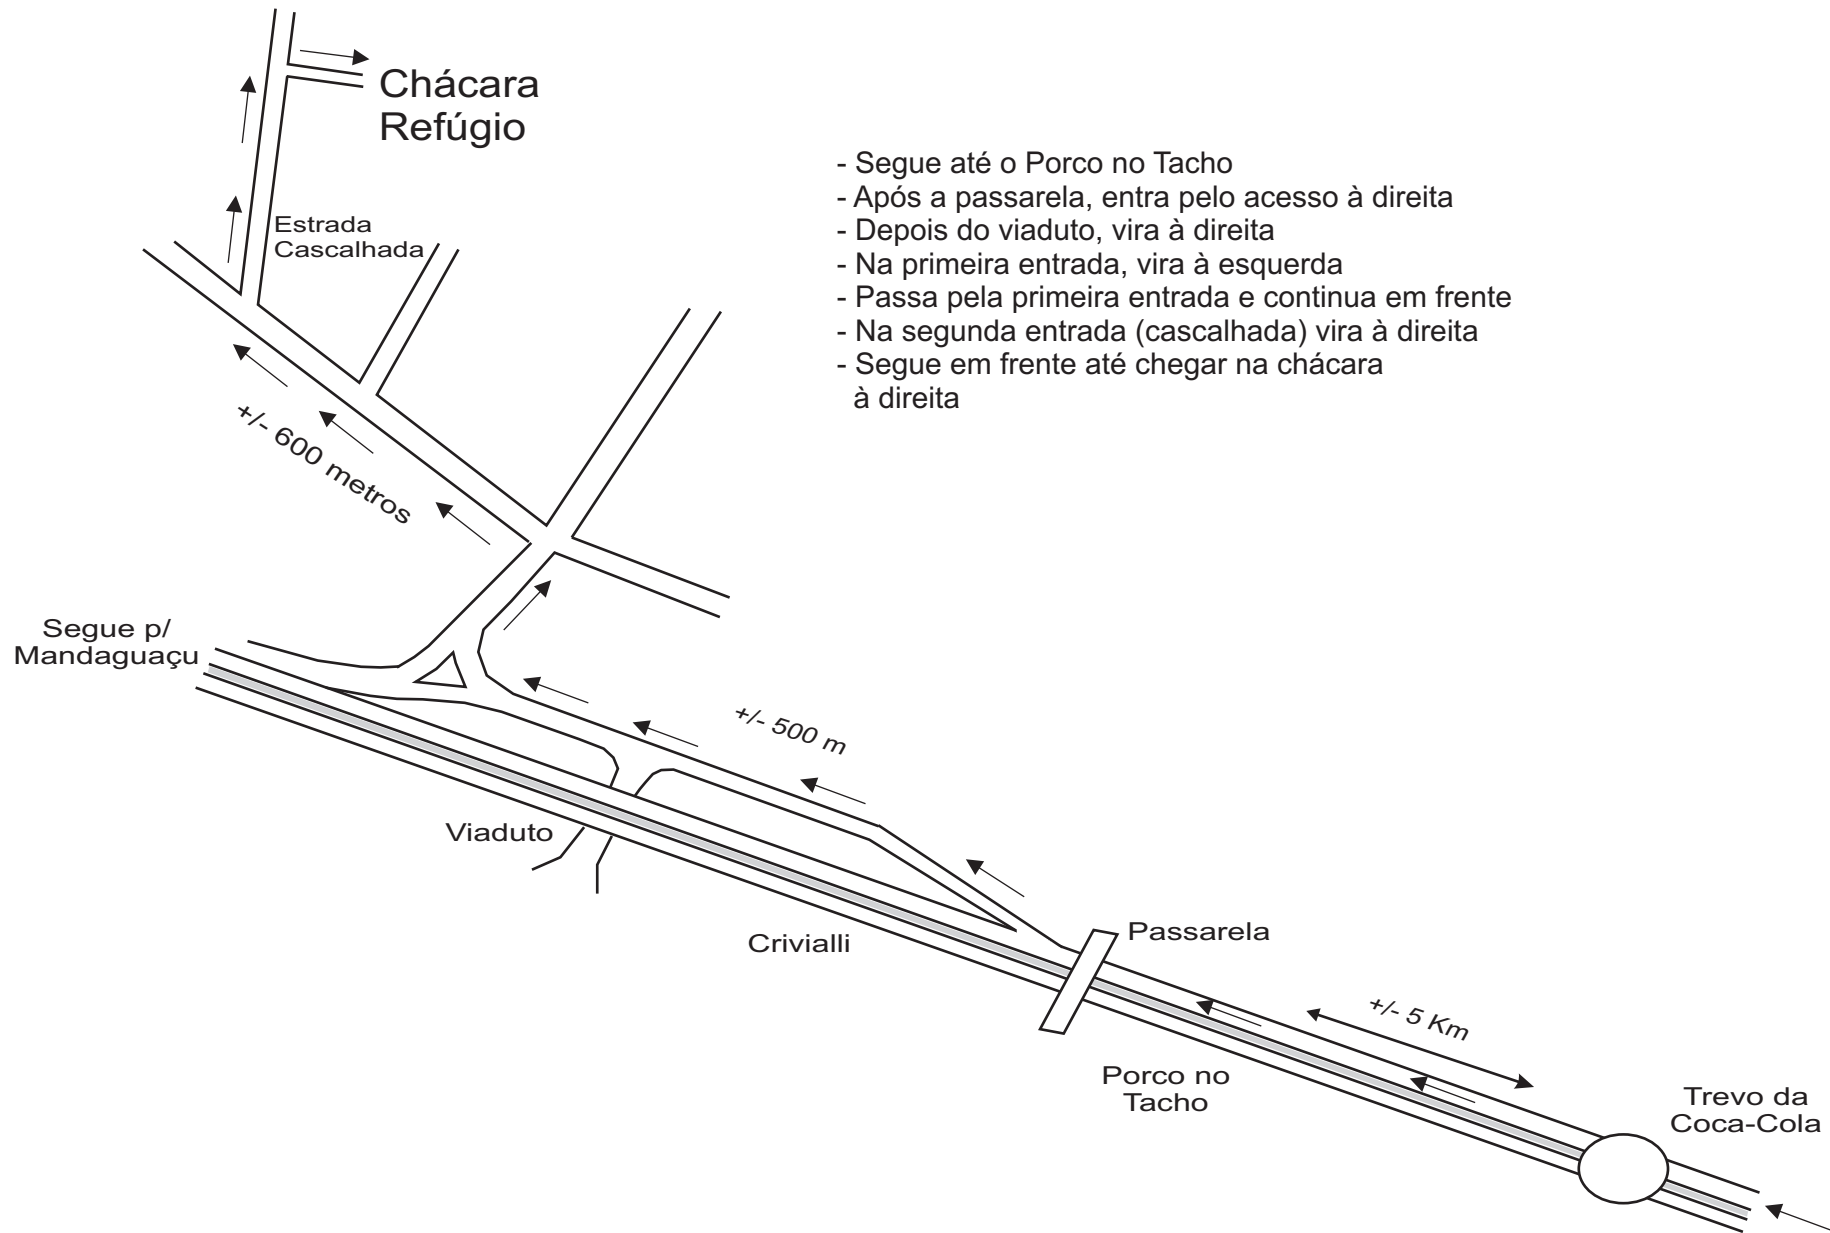 Chácara
Refúgio
- Segue até o Porco no Tacho
- Após a passarela, entra pelo acesso à direita
- Depois do viaduto, vira à direita
- Na primeira entrada, vira à esquerda
- Passa pela primeira entrada e continua em frente
- Na segunda entrada (cascalhada) vira à direita
- Segue em frente até chegar na chácara
à direita
Estrada
Cascalhada
+/- 600 metros
Segue p/
Mandaguaçu
+/- 500 m
Viaduto
Crivialli
Passarela
+/- 5 Km
Porco no
Tacho
Trevo da
Coca-Cola